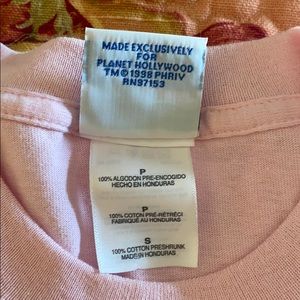 MADE EXCLUSIVELY
FOR
PLANET HOLLYWOOD
TM©1998 PHRIV
RN97153
P
100% ALGODON PRE-ENCOGIDO
HECHO EN HONDURAS
P
100% COTON PRÉ-RÉTRÉCI
FABRIQUÉ AU HONDURAS
S
100% COTTON PRESHRUNK
MADE IN HONDURAS